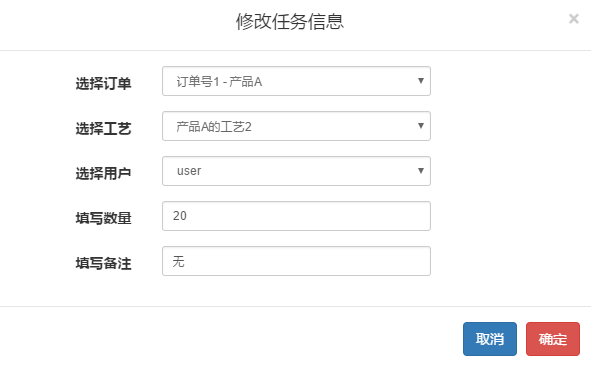 修改任务信息
×
选择订单 订单号1 - 产品A
选择工艺 产品A的工艺2
选择用户 user
填写数量 20
填写备注 无
取消 确定